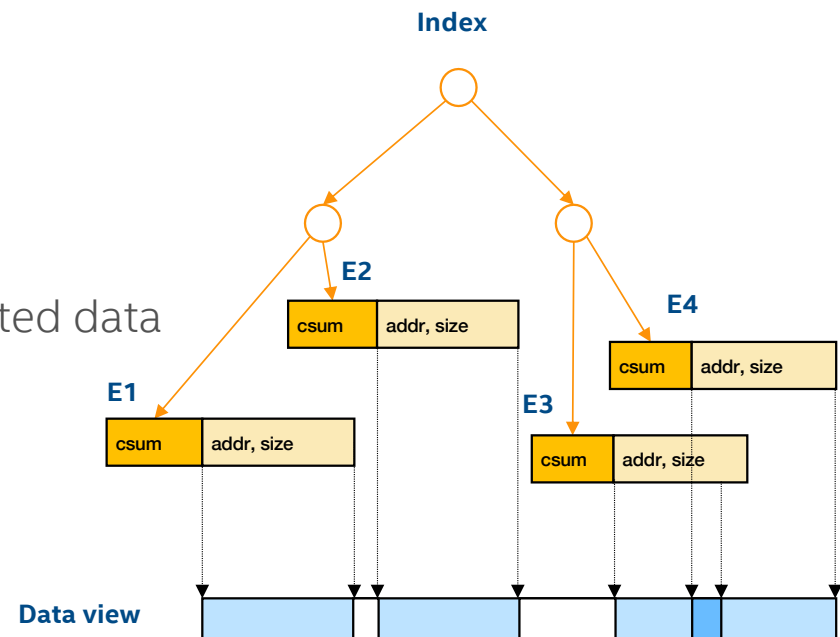 Index
E2
ted data
csum addr, size
E4
csum addr, size
E1
E3
csum addr, size
csum addr, size
Data view